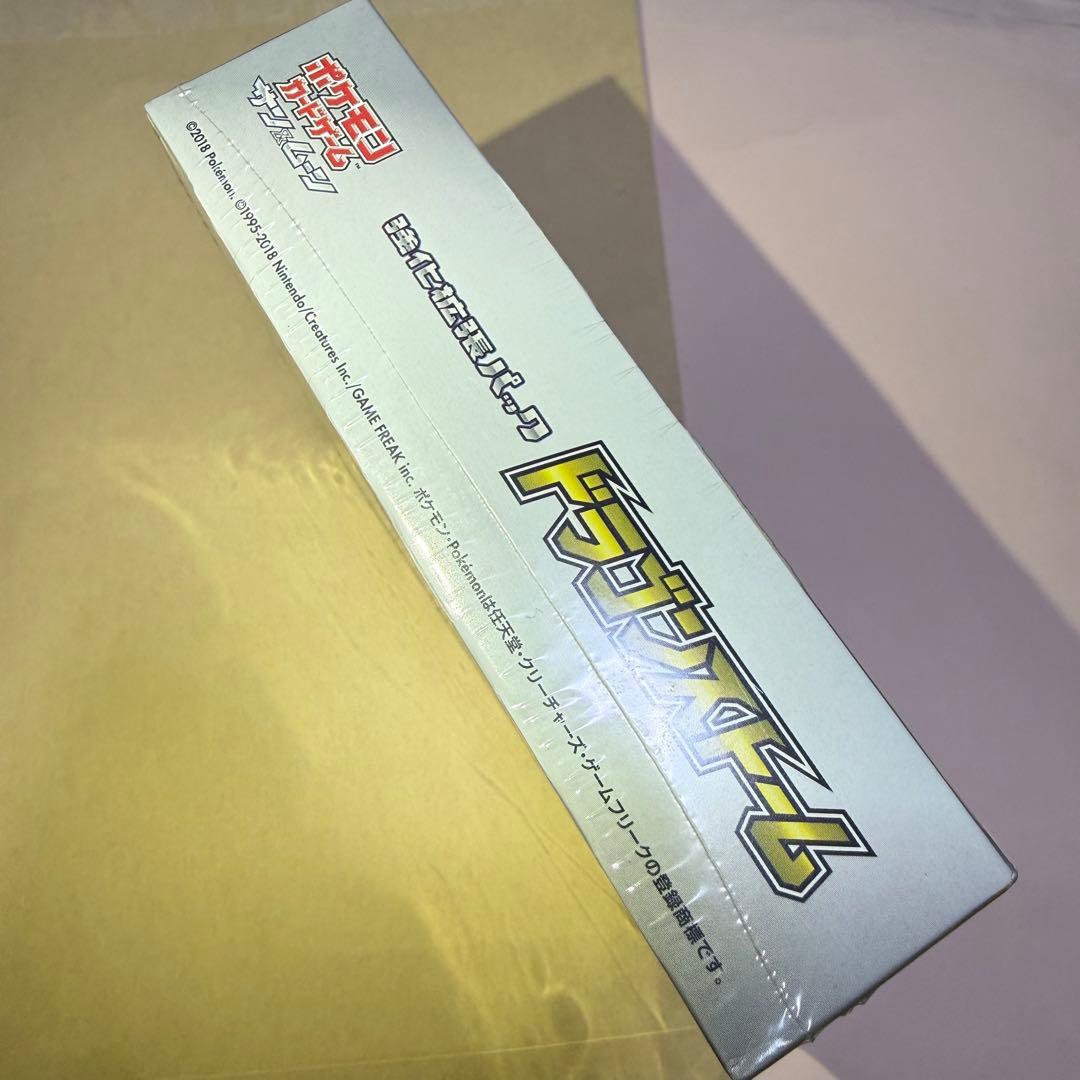 ポケモン
カードゲーム™
サン&ムーン
強化拡張パック
ドラゴンストーム
©2018 Pokémon. ©1995-2018 Nintendo/Creatures Inc./GAME FREAK inc. ポケモン・Pokémonは任天堂・クリーチャーズ・ゲームフリークの登録商標です。